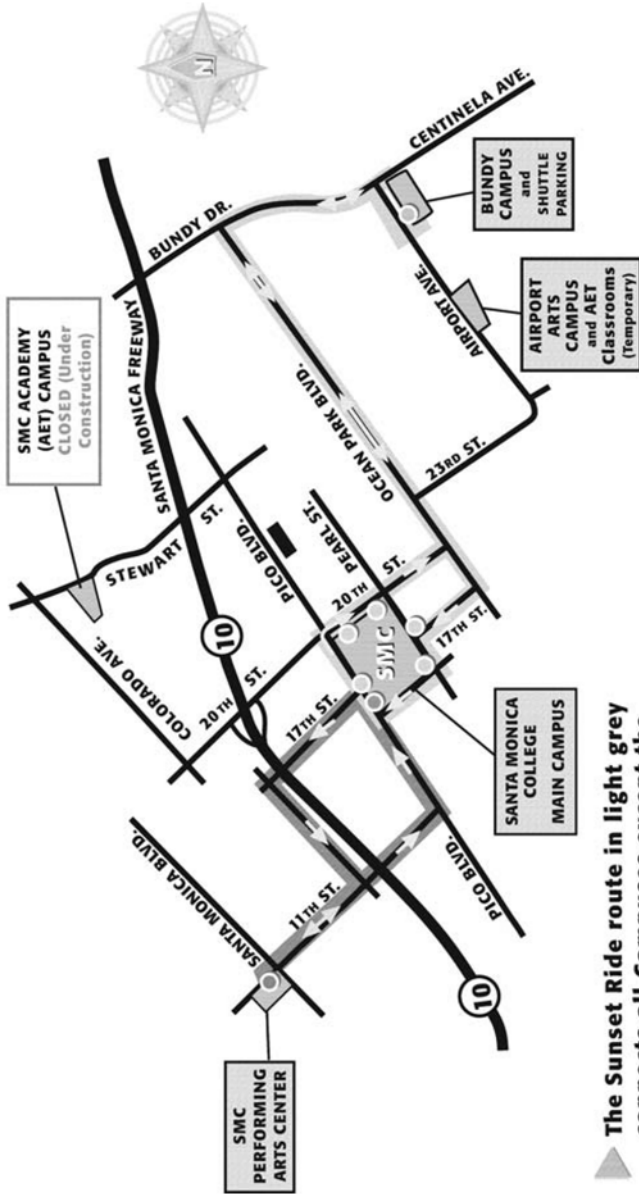 N
SMC ACADEMY
(AET) CAMPUS
CLOSED (Under
Construction)
SANTA MONICA FREEWAY
BUNDY DR.
CENTINELA AVE.
STEWART ST.
COLORADO AVE.
10
20TH ST.
PICO BLVD.
PEARL ST.
OCEAN PARK BLVD.
AIRPORT AVE.
BUNDY
CAMPUS
and
SHUTTLE
PARKING
AIRPORT
ARTS
CAMPUS
and AET
Classrooms
(Temporary)
23RD ST.
20TH ST.
17TH ST.
SMC
17TH ST.
SANTA MONICA BLVD.
11TH ST.
PICO BLVD.
10
SANTA MONICA
COLLEGE
MAIN CAMPUS
SMC
PERFORMING
ARTS CENTER
The Sunset Ride route in light grey